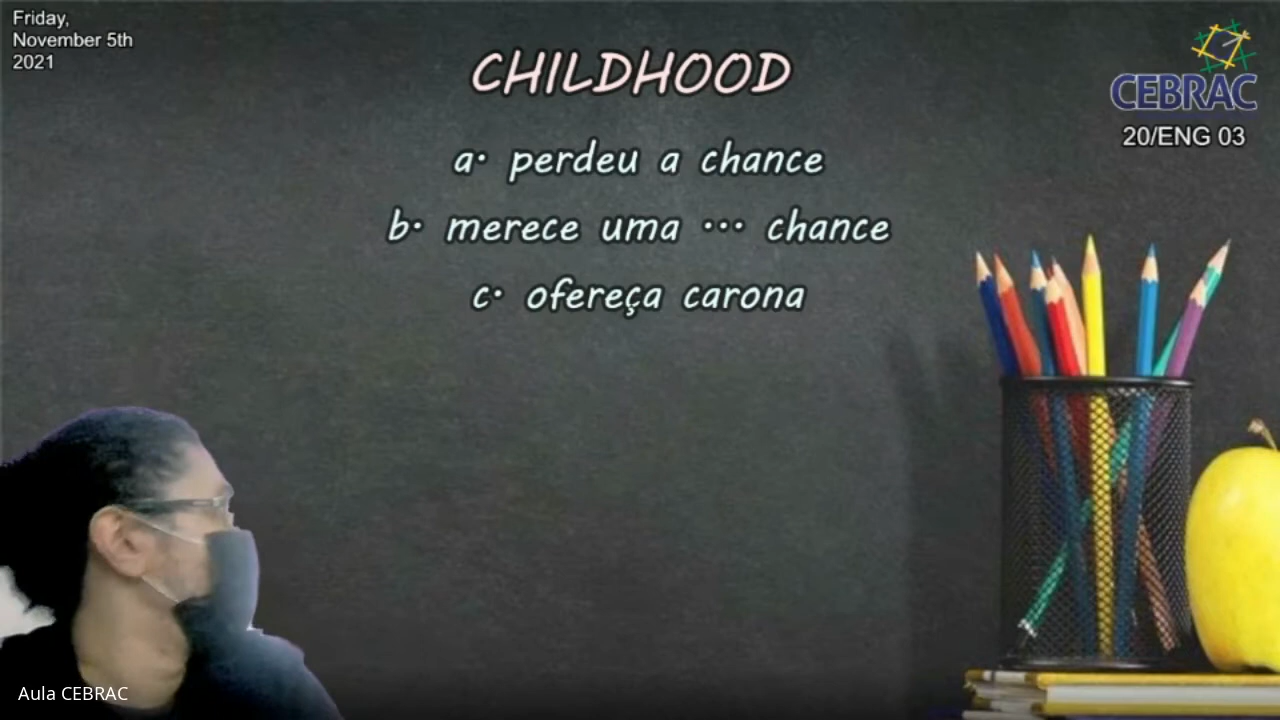 Friday,
November 5th
2021
CHILDHOOD
CEBRAC
20/ENG 03
a. perdeu a chance
b. merece uma ... chance
c. ofereça carona
Aula CEBRAC